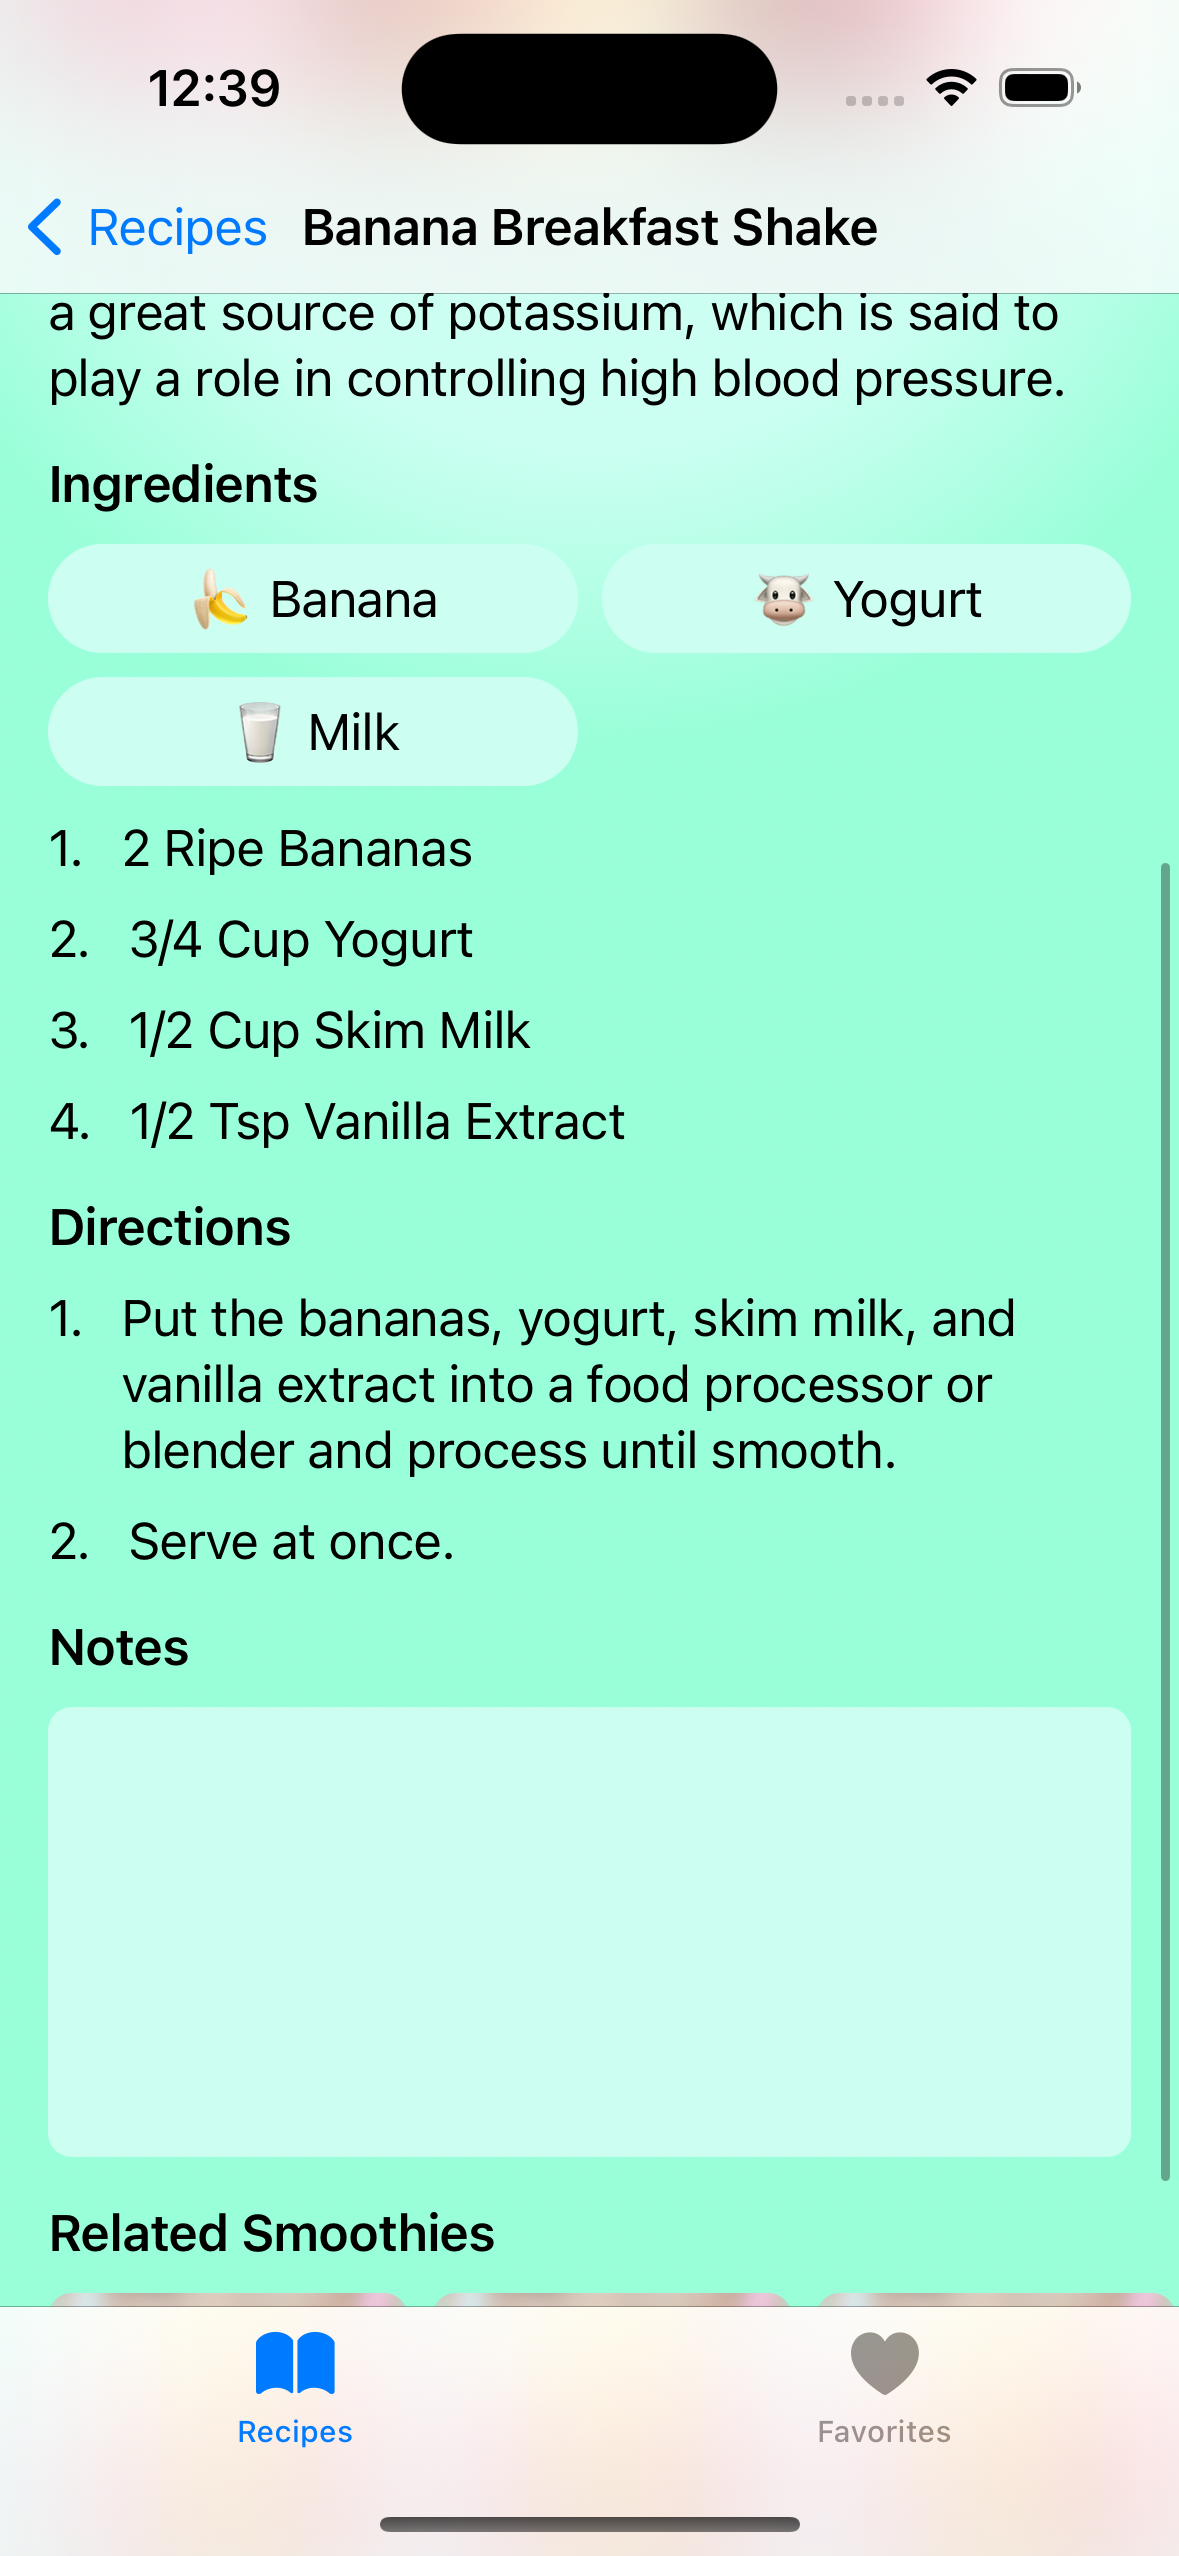 12:39
Recipes Banana Breakfast Shake
a great source of potassium, which is said to
play a role in controlling high blood pressure.
Ingredients
Banana
Yogurt
Milk
1. 2 Ripe Bananas
2. 3/4 Cup Yogurt
3. 1/2 Cup Skim Milk
4. 1/2 Tsp Vanilla Extract
Directions
1. Put the bananas, yogurt, skim milk, and
vanilla extract into a food processor or
blender and process until smooth.
2. Serve at once.
Notes
Related Smoothies
Recipes
Favorites